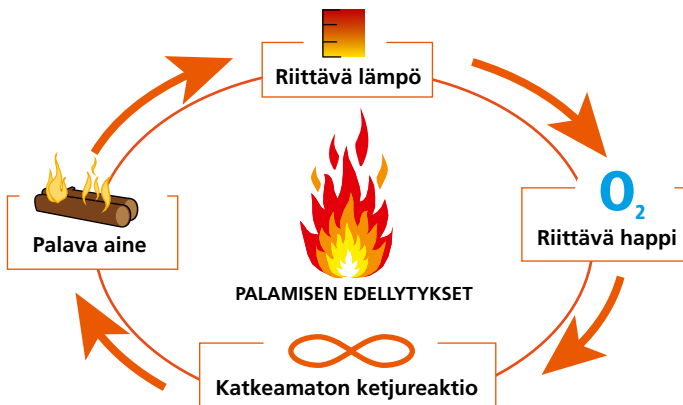 Riittävä lämpö
O₂
Riittävä happi
Palava aine
PALAMISEN EDELLYTYKSET
Katkeamaton ketjureaktio